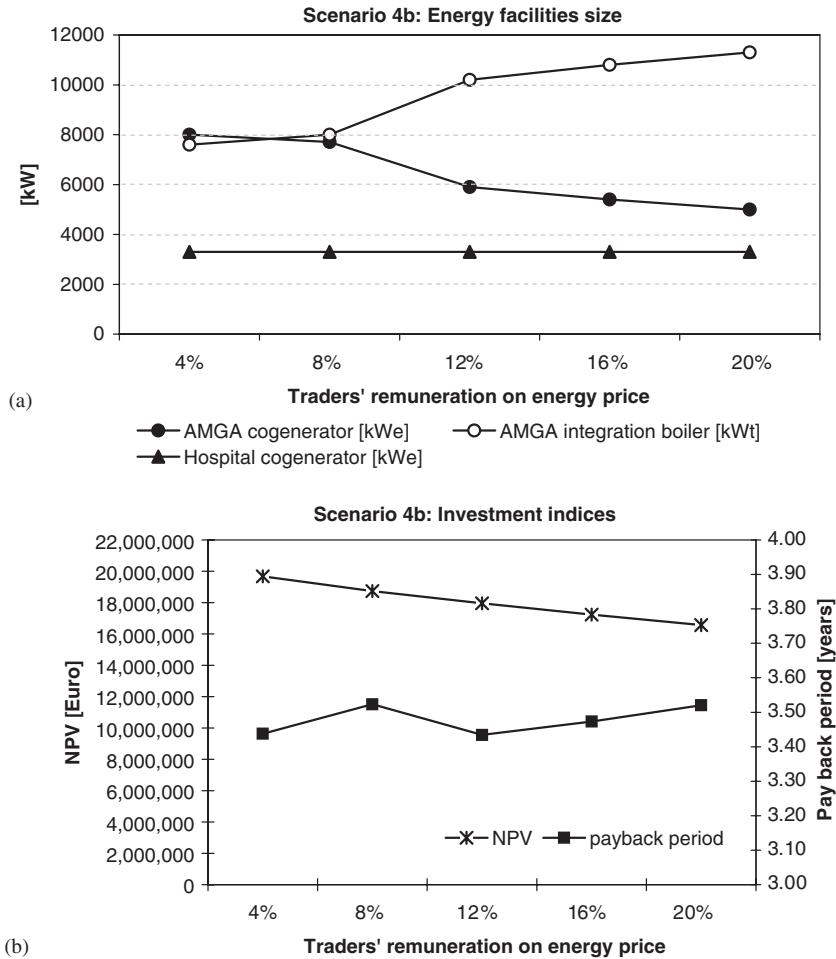 Scenario 4b: Energy facilities size
12000
10000
8000
6000
4000
2000
0
[kW]
4% 8% 12% 16% 20%
Traders' remuneration on energy price
(a)
AMGA cogenerator [kWe] AMGA integration boiler [kWt]
Hospital cogenerator [kWe]
Scenario 4b: Investment indices
22,000,000
20,000,000
18,000,000
16,000,000
14,000,000
12,000,000
10,000,000
8,000,000
6,000,000
4,000,000
2,000,000
0
NPV [Euro]
4.00
3.90
3.80
3.70
3.60
3.50
3.40
3.30
3.20
3.10
3.00
Pay back period [years]
NPV payback period
4% 8% 12% 16% 20%
Traders' remuneration on energy price
(b)